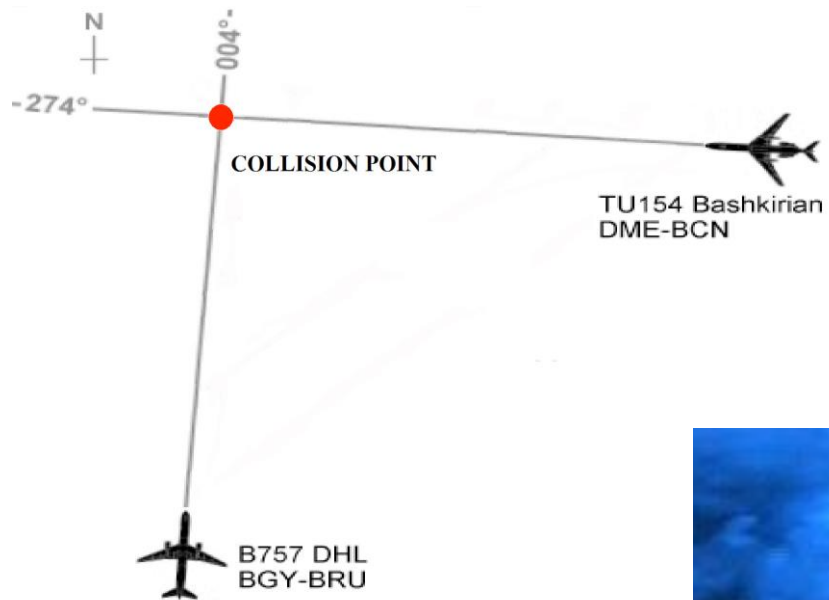 N
004°-
-274°
COLLISION POINT
TU154 Bashkirian
DME-BCN
B757 DHL
BGY-BRU